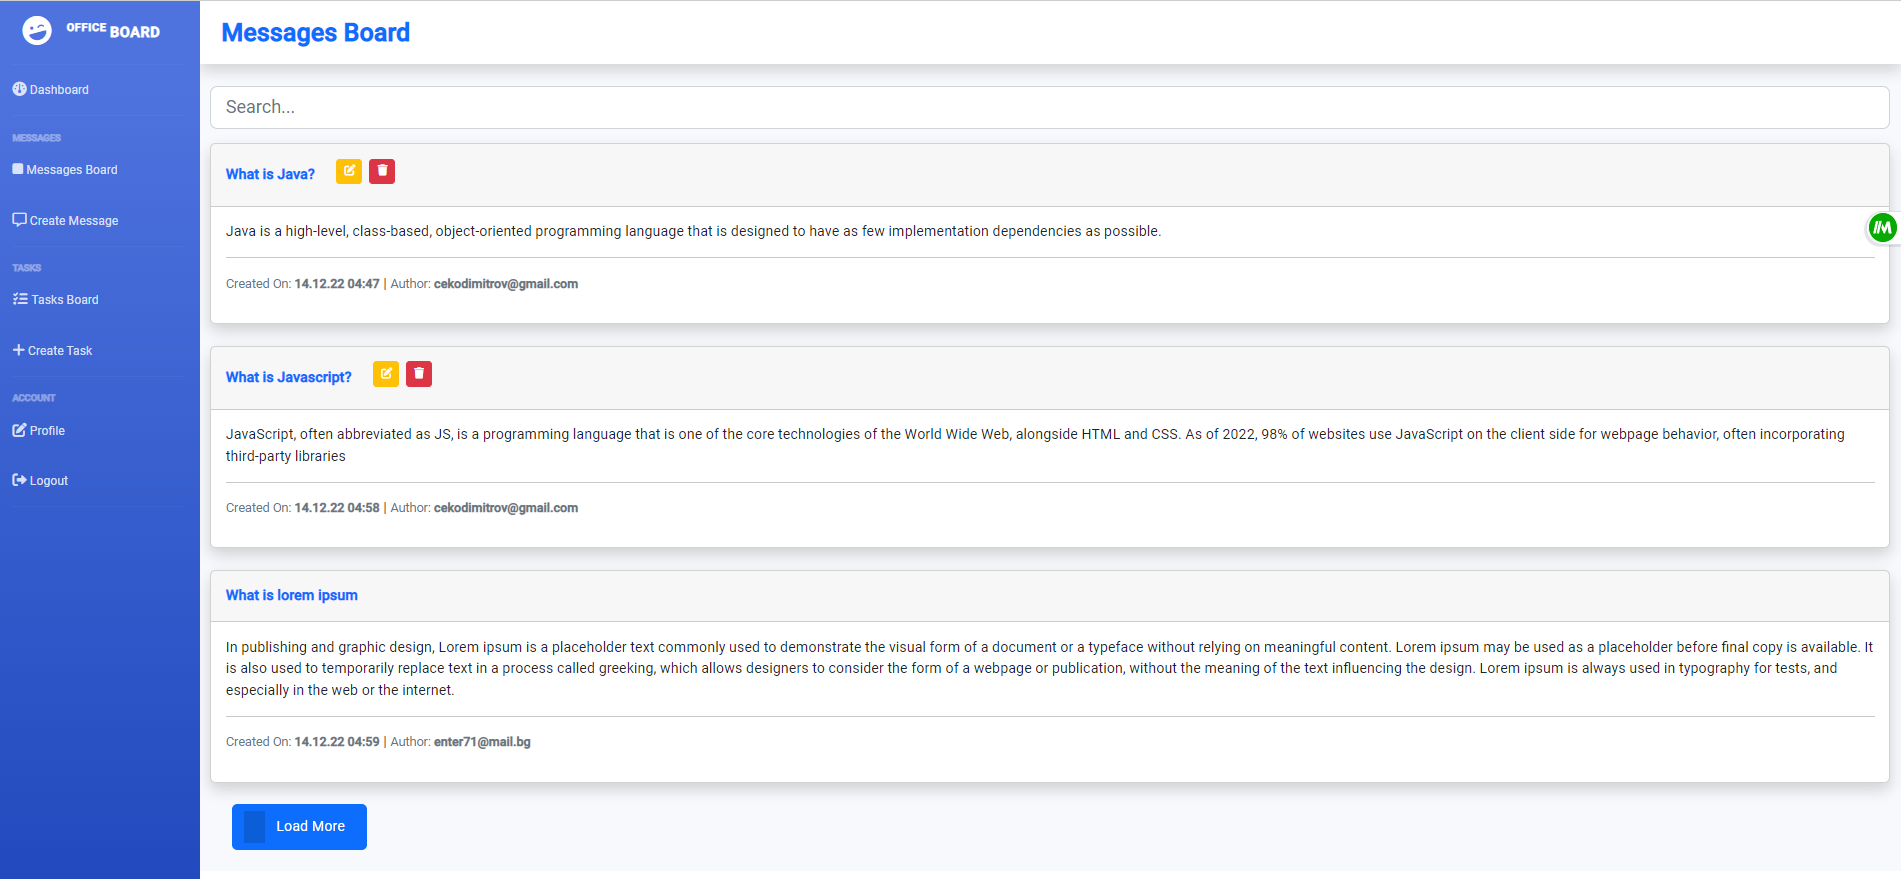 OFFICE BOARD
Dashboard
MESSAGES
Messages Board
Create Message
TASKS
Tasks Board
Create Task
ACCOUNT
Profile
Logout
Messages Board
Search...
What is Java?
Java is a high-level, class-based, object-oriented programming language that is designed to have as few implementation dependencies as possible.
Created On: 14.12.22 04:47 | Author: cekodimitrov@gmail.com
What is Javascript?
JavaScript, often abbreviated as JS, is a programming language that is one of the core technologies of the World Wide Web, alongside HTML and CSS. As of 2022, 98% of websites use JavaScript on the client side for webpage behavior, often incorporating
third-party libraries
Created On: 14.12.22 04:58 | Author: cekodimitrov@gmail.com
What is lorem ipsum
In publishing and graphic design, Lorem ipsum is a placeholder text commonly used to demonstrate the visual form of a document or a typeface without relying on meaningful content. Lorem ipsum may be used as a placeholder before final copy is available. It
is also used to temporarily replace text in a process called greeking, which allows designers to consider the form of a webpage or publication, without the meaning of the text influencing the design. Lorem ipsum is always used in typography for tests, and
especially in the web or the internet.
Created On: 14.12.22 04:59 | Author: enter71@mail.bg
Load More